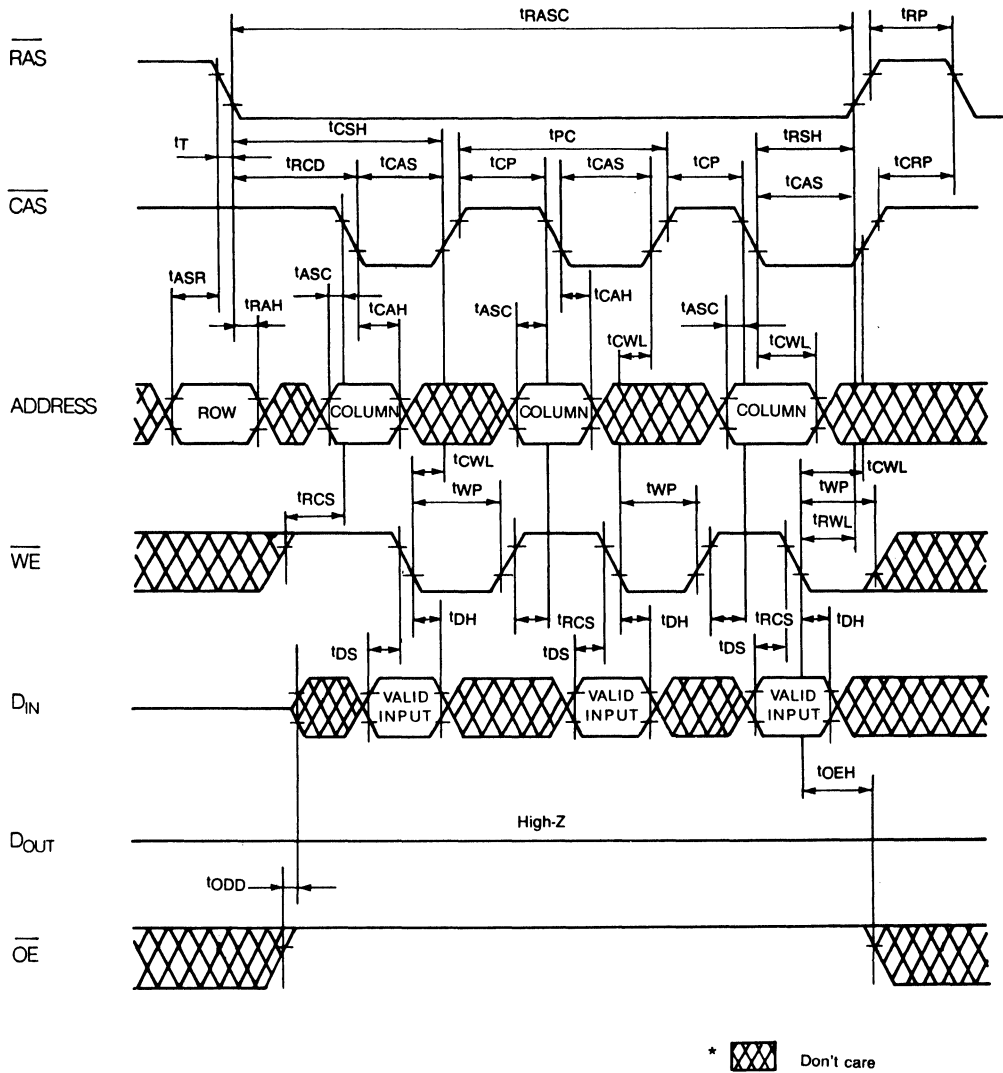 tRASC tRP
RAS
tCSH tPC tRSH
tT tRCD tCAS tCP tCAS tCP tCRP
CAS tCAS
tASR tASC tASC tCAH tASC
tRAH tCAH tCWL tCWL
ADDRESS ROW COLUMN COLUMN COLUMN
tCWL tCWL
tRCS tWP tWP tWP
tRWL
WE
tDH tRCS tDH tRCS tDH
tDS tDS tDS
DIN VALID INPUT VALID INPUT VALID INPUT
tOEH
High-Z
DOUT
tODD
OE
* Don't care